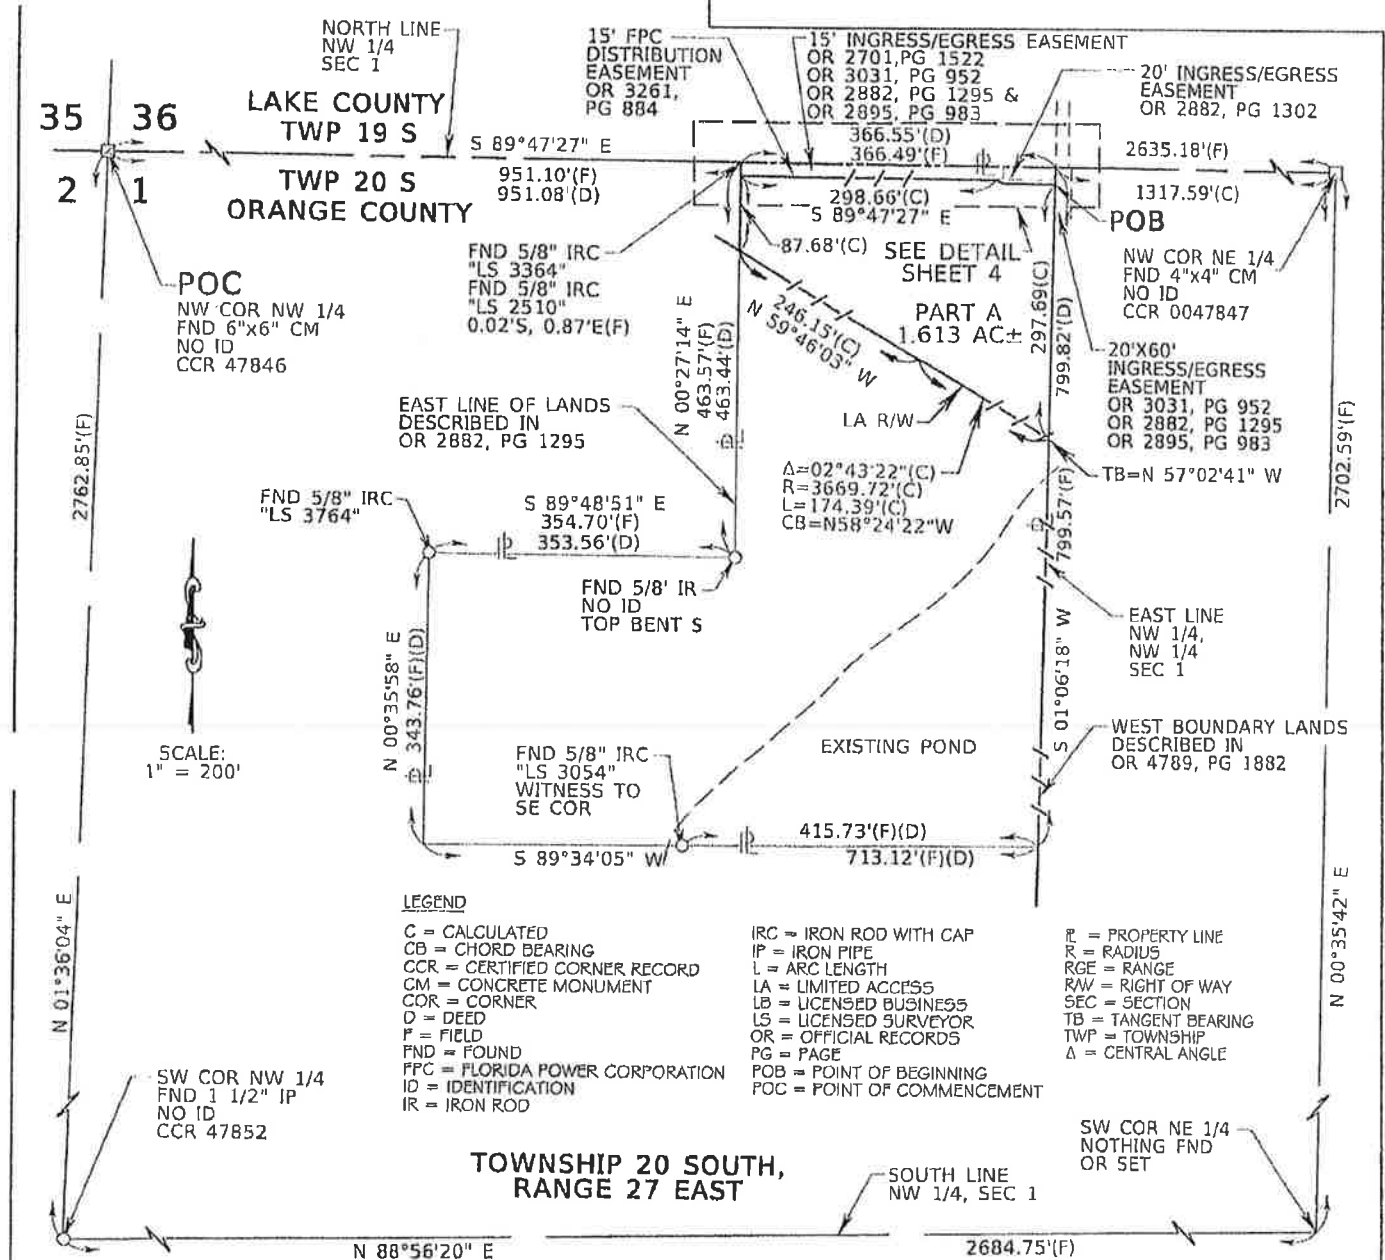 NORTH LINE
NW 1/4
SEC 1
15' FPC
DISTRIBUTION
EASEMENT
OR 3261,
PG 884
15' INGRESS/EGRESS EASEMENT
OR 2701,PG 1522
OR 3031, PG 952
OR 2882, PG 1295 &
OR 2895, PG 983
20' INGRESS/EGRESS
EASEMENT
OR 2882, PG 1302
35 36
2 1
LAKE COUNTY
TWP 19 S
S 89°47'27" E
TWP 20 S
ORANGE COUNTY
951.10'(F)
951.08'(D)
366.55'(D)
366.49'(F)
298.66'(C)
S 89°47'27" E
2635.18'(F)
1317.59'(C)
POB
POC
NW COR NW 1/4
FND 6"x6" CM
NO ID
CCR 47846
FND 5/8" IRC
"LS 3364"
FND 5/8" IRC
"LS 2510"
0.02'S, 0.87'E(F)
87.68'(C)
SEE DETAIL
SHEET 4
PART A
1.613 AC±
NW COR NE 1/4
FND 4"x4" CM
NO ID
CCR 0047847
246.15'(C)
N 59°46'03" W
297.69(C)
799.82'(D)
20'X60'
INGRESS/EGRESS
EASEMENT
OR 3031, PG 952
OR 2882, PG 1295
OR 2895, PG 983
N 00°27'14" E
463.57'(F)
463.44'(D)
EAST LINE OF LANDS
DESCRIBED IN
OR 2882, PG 1295
LA R/W
TB=N 57°02'41" W
Δ=02°43'22"(C)
R=3669.72'(C)
L=174.39'(C)
CB=N58°24'22"W
2762.85'(F)
2702.59'(F)
FND 5/8" IRC
"LS 3764"
S 89°48'51" E
354.70'(F)
353.56'(D)
799.57'(F)
FND 5/8' IR
NO ID
TOP BENT S
EAST LINE
NW 1/4,
NW 1/4
SEC 1
N 00°35'58" E
343.76'(F)(D)
S 01°06'18" W
SCALE:
1" = 200'
FND 5/8" IRC
"LS 3054"
WITNESS TO
SE COR
EXISTING POND
WEST BOUNDARY LANDS
DESCRIBED IN
OR 4789, PG 1882
415.73'(F)(D)
S 89°34'05" W
713.12'(F)(D)
N 01°36'04" E
N 00°35'42" E
LEGEND
C = CALCULATED
CB = CHORD BEARING
CCR = CERTIFIED CORNER RECORD
CM = CONCRETE MONUMENT
COR = CORNER
D = DEED
F = FIELD
FND = FOUND
FPC = FLORIDA POWER CORPORATION
ID = IDENTIFICATION
IR = IRON ROD
IRC = IRON ROD WITH CAP
IP = IRON PIPE
L = ARC LENGTH
LA = LIMITED ACCESS
LB = LICENSED BUSINESS
LS = LICENSED SURVEYOR
OR = OFFICIAL RECORDS
PG = PAGE
POB = POINT OF BEGINNING
POC = POINT OF COMMENCEMENT
PL = PROPERTY LINE
R = RADIUS
RGE = RANGE
R/W = RIGHT OF WAY
SEC = SECTION
TB = TANGENT BEARING
TWP = TOWNSHIP
Δ = CENTRAL ANGLE
SW COR NW 1/4
FND 1 1/2" IP
NO ID
CCR 47852
SW COR NE 1/4
NOTHING FND
OR SET
TOWNSHIP 20 SOUTH,
RANGE 27 EAST
SOUTH LINE
NW 1/4, SEC 1
N 88°56'20" E
2684.75'(F)